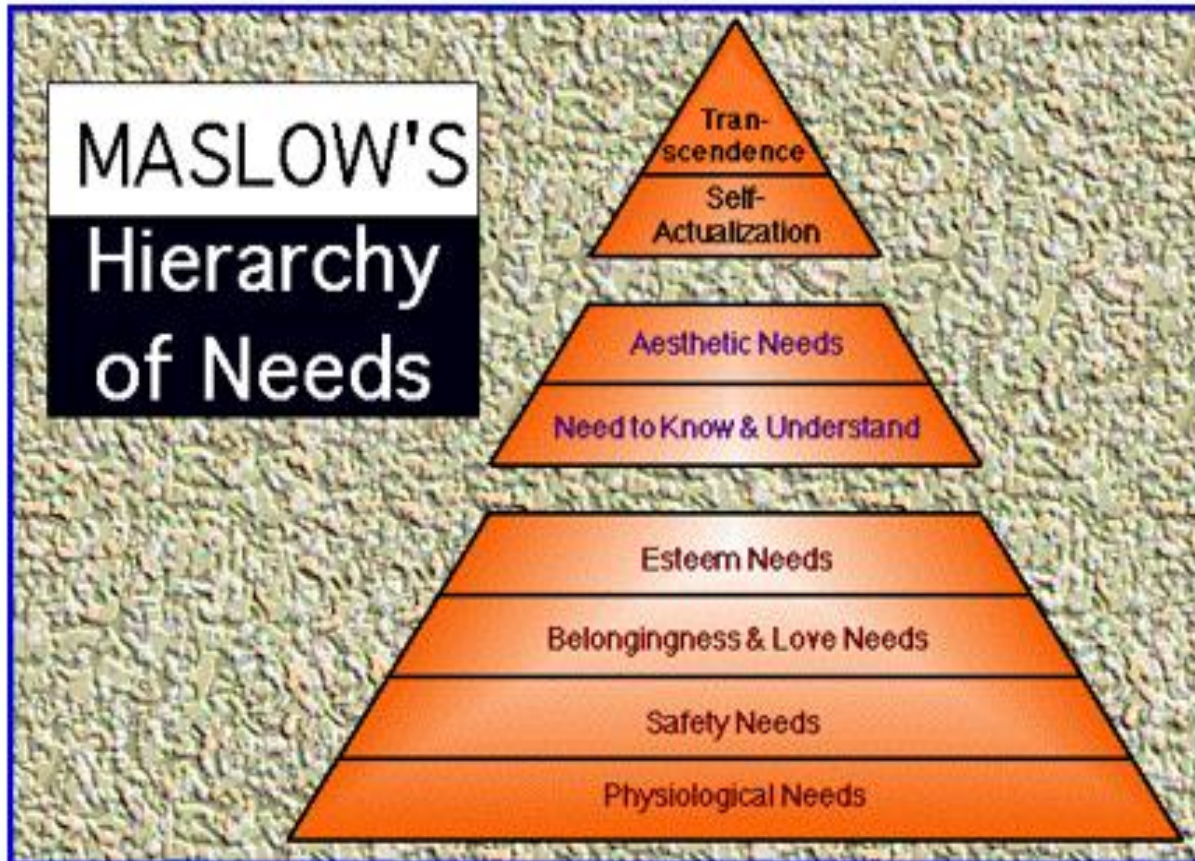 MASLOW'S
Hierarchy
of Needs
Tran-
scendence
Self-
Actualization
Aesthetic Needs
Need to Know & Understand
Esteem Needs
Belongingness & Love Needs
Safety Needs
Physiological Needs